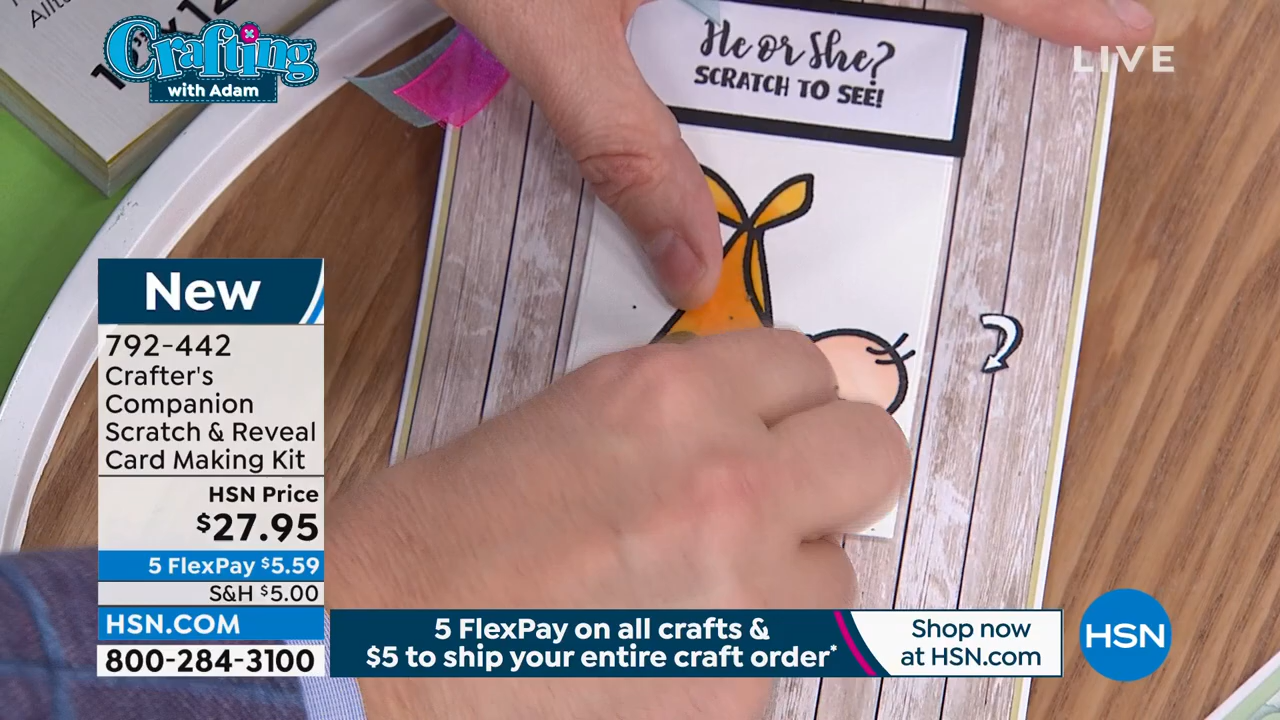 Crafting
with Adam
He or She?
SCRATCH TO SEE!
LIVE
New
792-442
Crafter's
Companion
Scratch & Reveal
Card Making Kit
HSN Price
$27.95
5 FlexPay $5.59
S&H $5.00
HSN.COM
800-284-3100
5 FlexPay on all crafts &
$5 to ship your entire craft order*
Shop now
at HSN.com
HSN